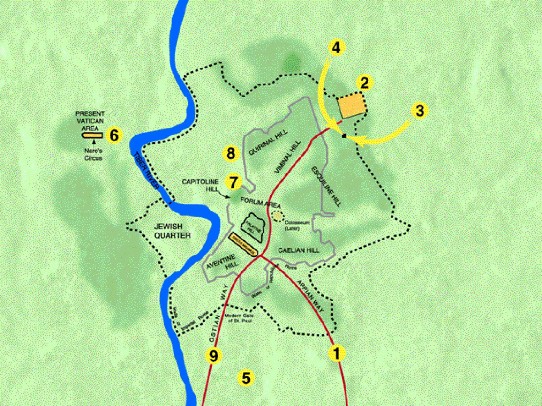 4
2
3
PRESENT
VATICAN
AREA
6
Nero's
Circus
8
QUIRINAL HILL
VIMINAL HILL
ESQUILINE HILL
CAPITOLINE
HILL
7
FORUM AREA
Colosseum
(Later)
JEWISH
QUARTER
CAELIAN HILL
AVENTINE
HILL
OSTIAN WAY
APPIAN WAY
Modern Gate
of St. Paul
9
1
5